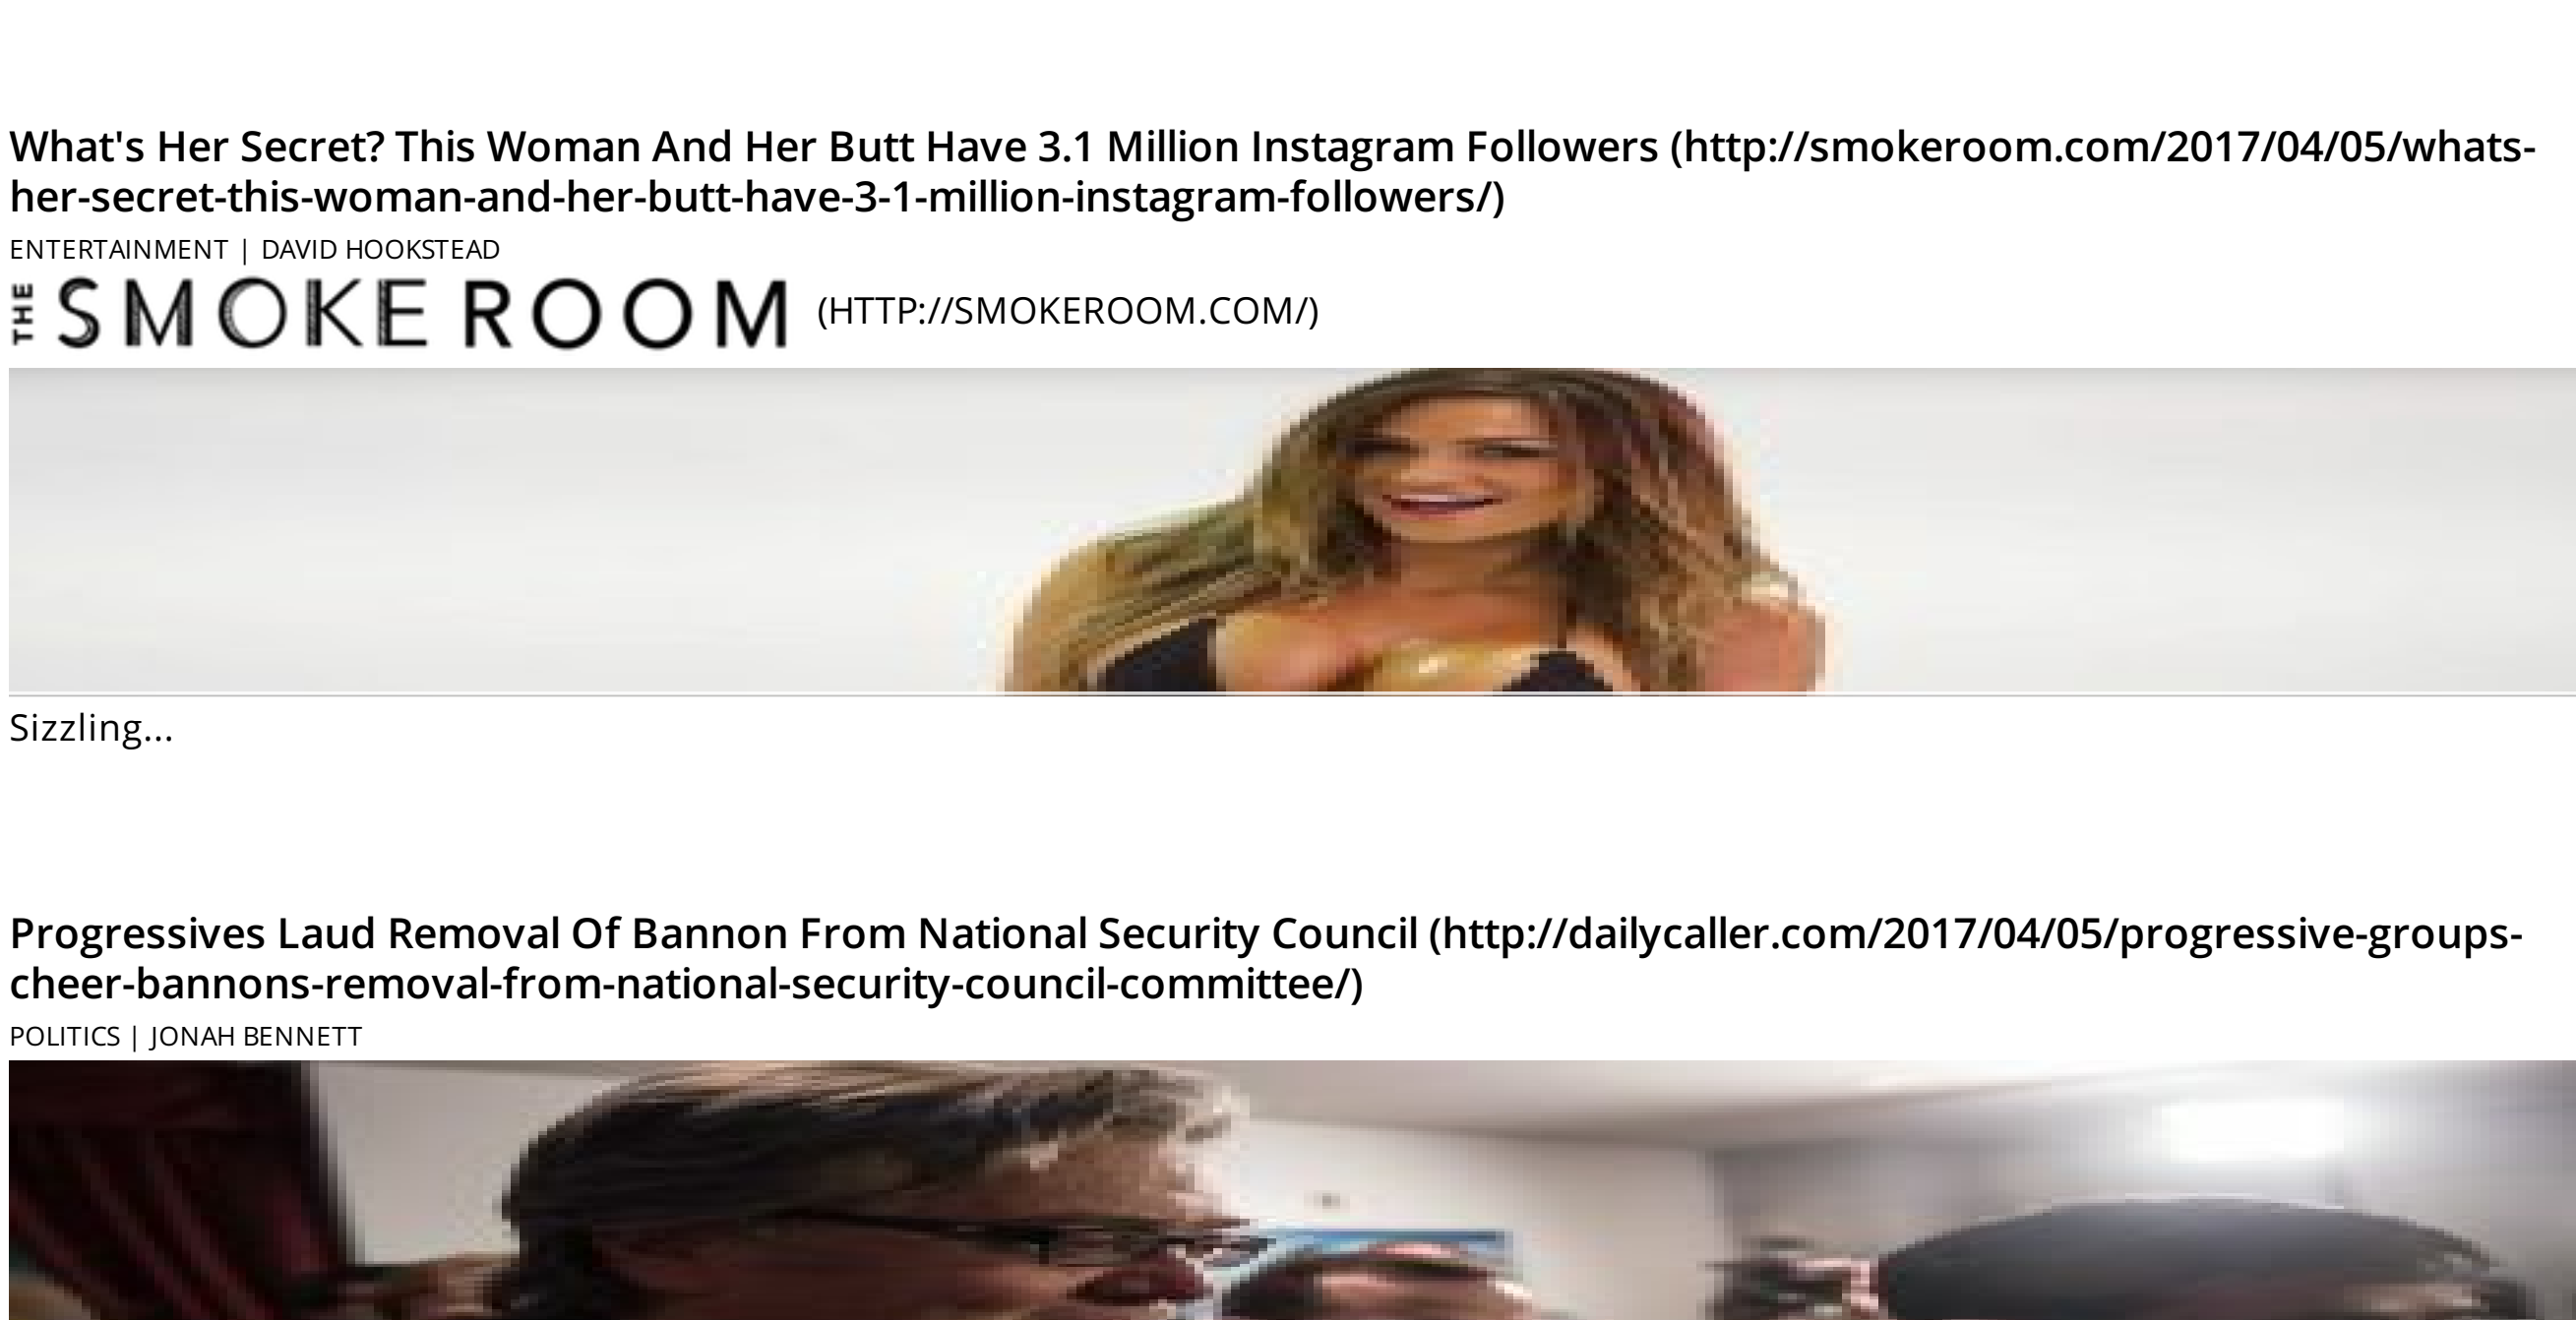 What's Her Secret? This Woman And Her Butt Have 3.1 Million Instagram Followers (http://smokeroom.com/2017/04/05/whats-
her-secret-this-woman-and-her-butt-have-3-1-million-instagram-followers/)
ENTERTAINMENT | DAVID HOOKSTEAD
THE SMOKE ROOM (HTTP://SMOKEROOM.COM/)
Sizzling...
Progressives Laud Removal Of Bannon From National Security Council (http://dailycaller.com/2017/04/05/progressive-groups-
cheer-bannons-removal-from-national-security-council-committee/)
POLITICS | JONAH BENNETT